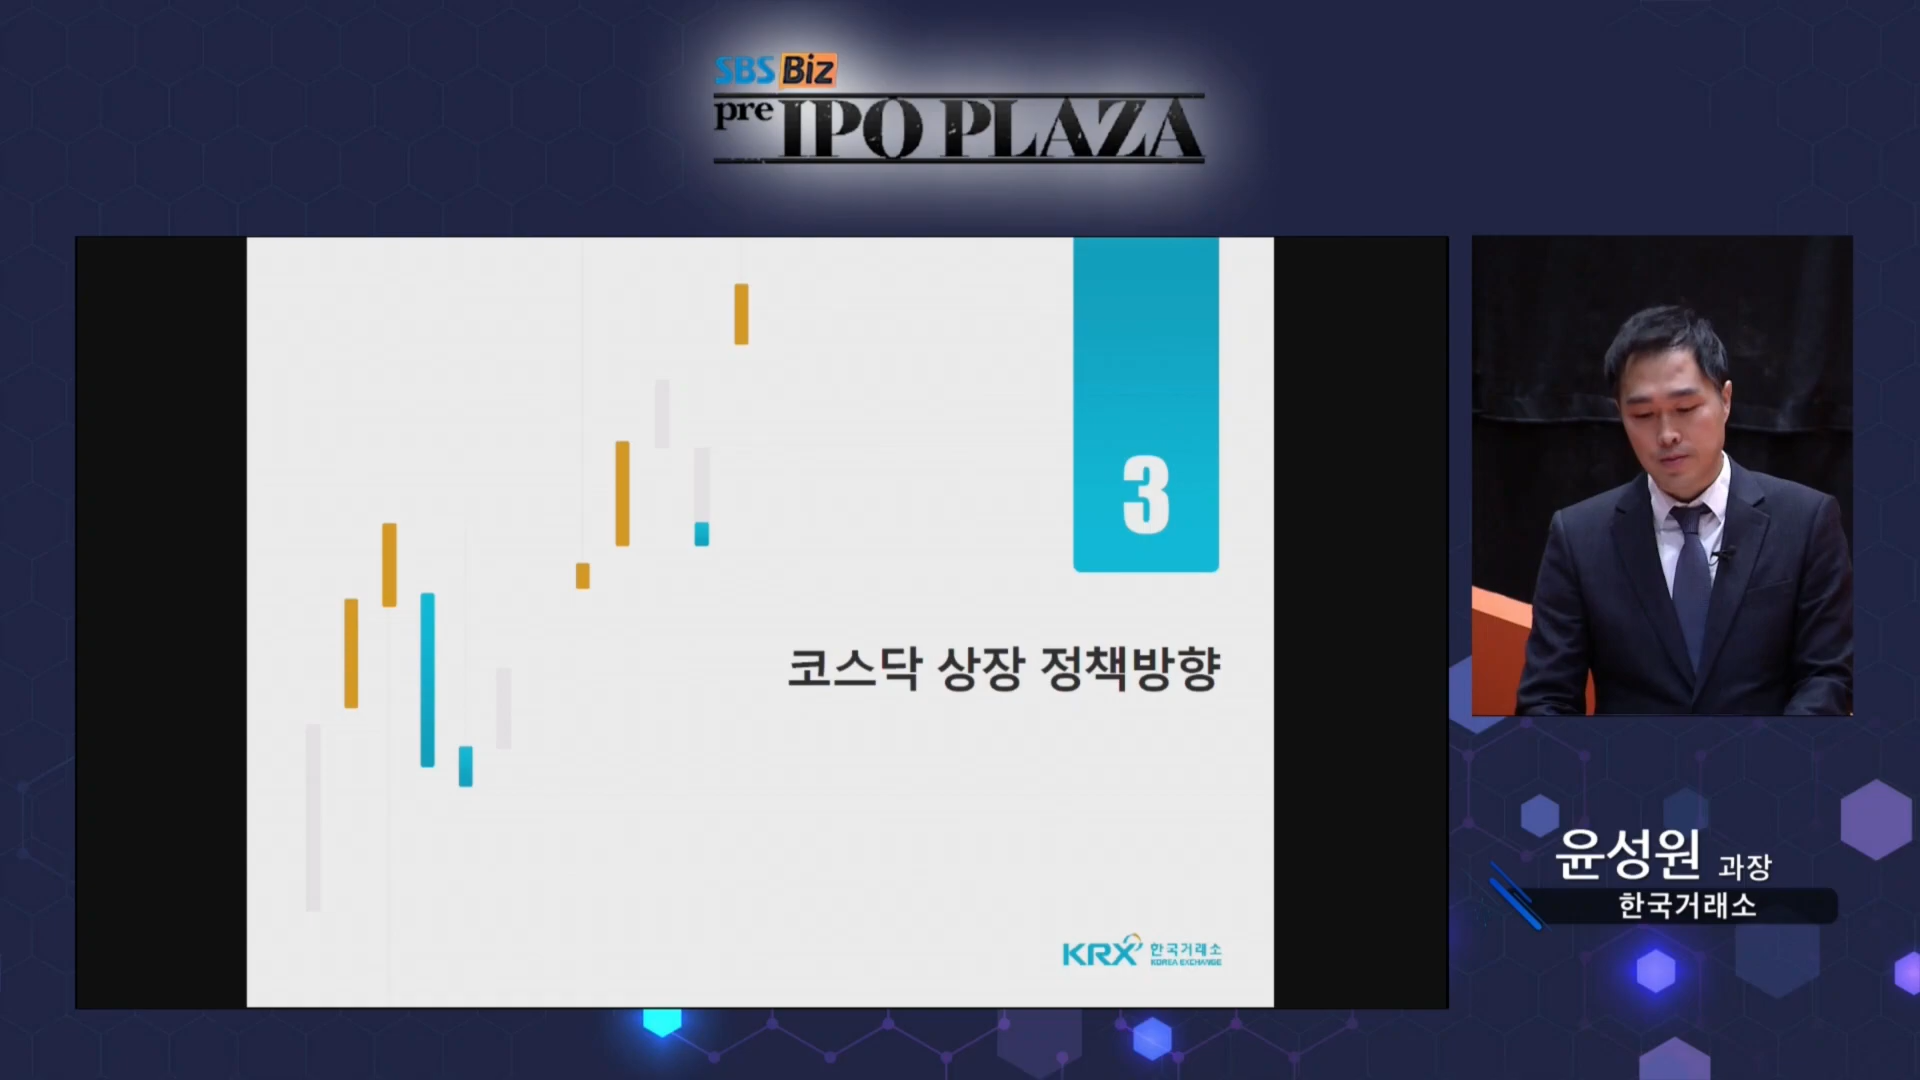 SBS Biz
pre IPO PLAZA
3
코스닥 상장 정책방향
KRX 한국거래소
KOREA EXCHANGE
윤성원 과장
한국거래소